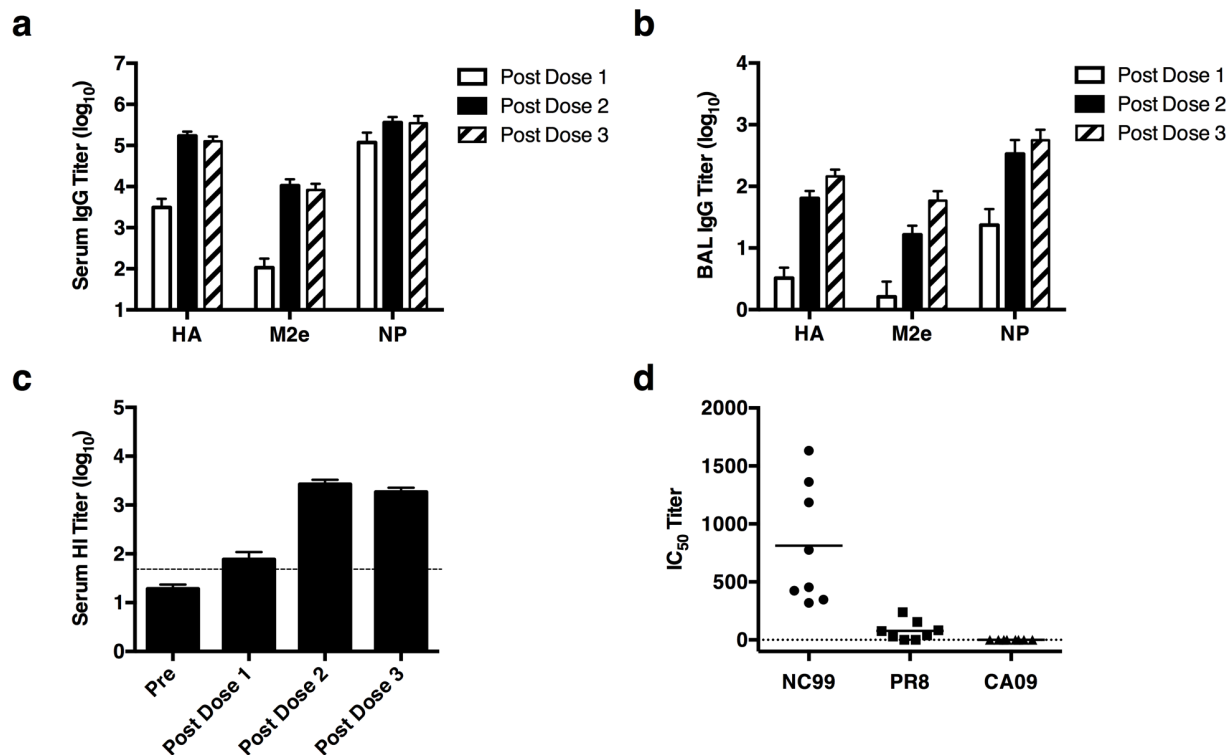 a
7
6
5
4
3
2
1
Serum IgG Titer (log10)
HA M2e NP
Post Dose 1
Post Dose 2
Post Dose 3
b
4
3
2
1
0
BAL IgG Titer (log10)
HA M2e NP
Post Dose 1
Post Dose 2
Post Dose 3
c
5
4
3
2
1
0
Serum HI Titer (log10)
Pre
Post Dose 1
Post Dose 2
Post Dose 3
d
2000
1500
1000
500
0
IC50 Titer
NC99 PR8 CA09